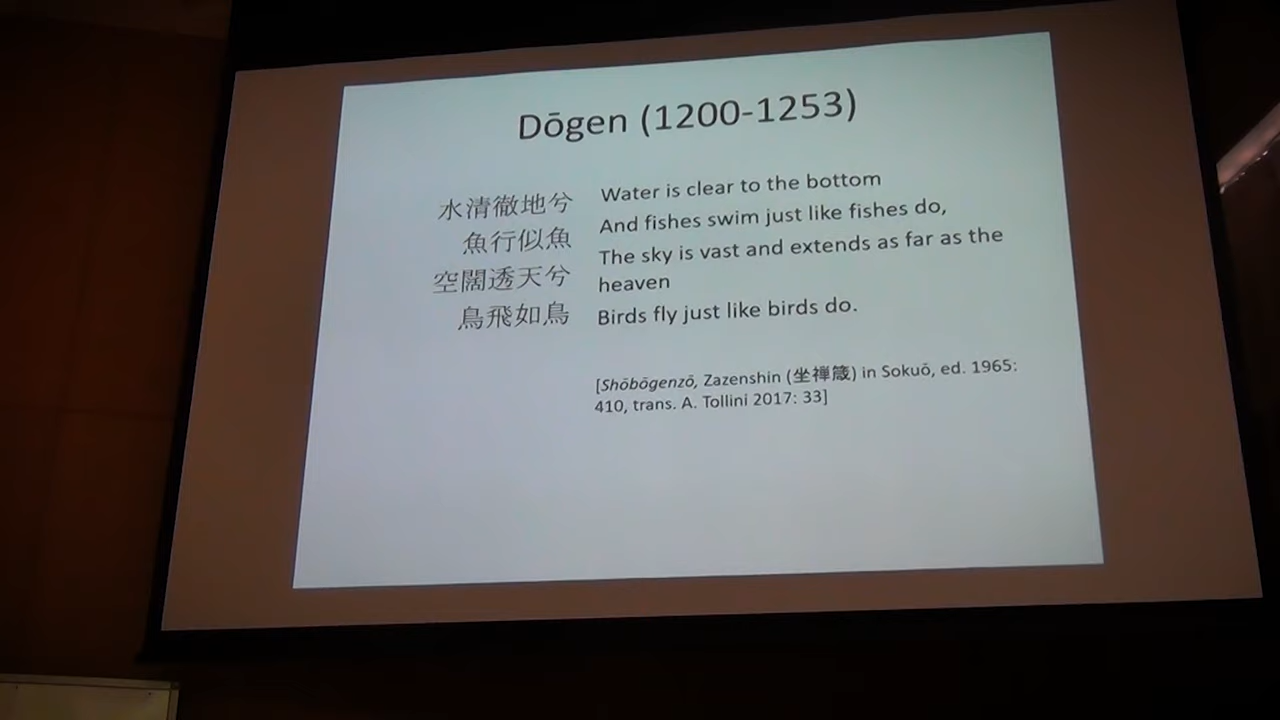 Dōgen (1200-1253)
水清徹地兮
魚行似魚
空闊透天兮
鳥飛如鳥
Water is clear to the bottom
And fishes swim just like fishes do,
The sky is vast and extends as far as the
heaven
Birds fly just like birds do.
[Shōbōgenzō, Zazenshin (坐禅箴) in Sokuō, ed. 1965:
410, trans. A. Tollini 2017: 33]